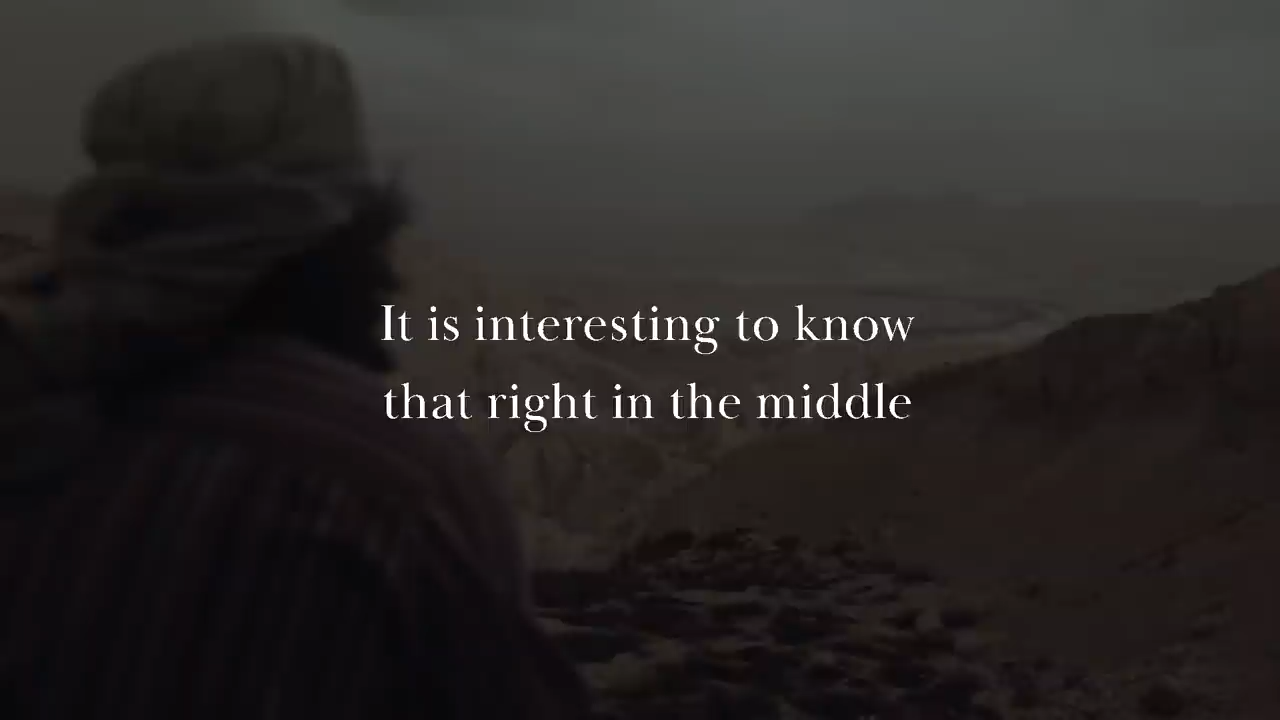 It is interesting to know
that right in the middle